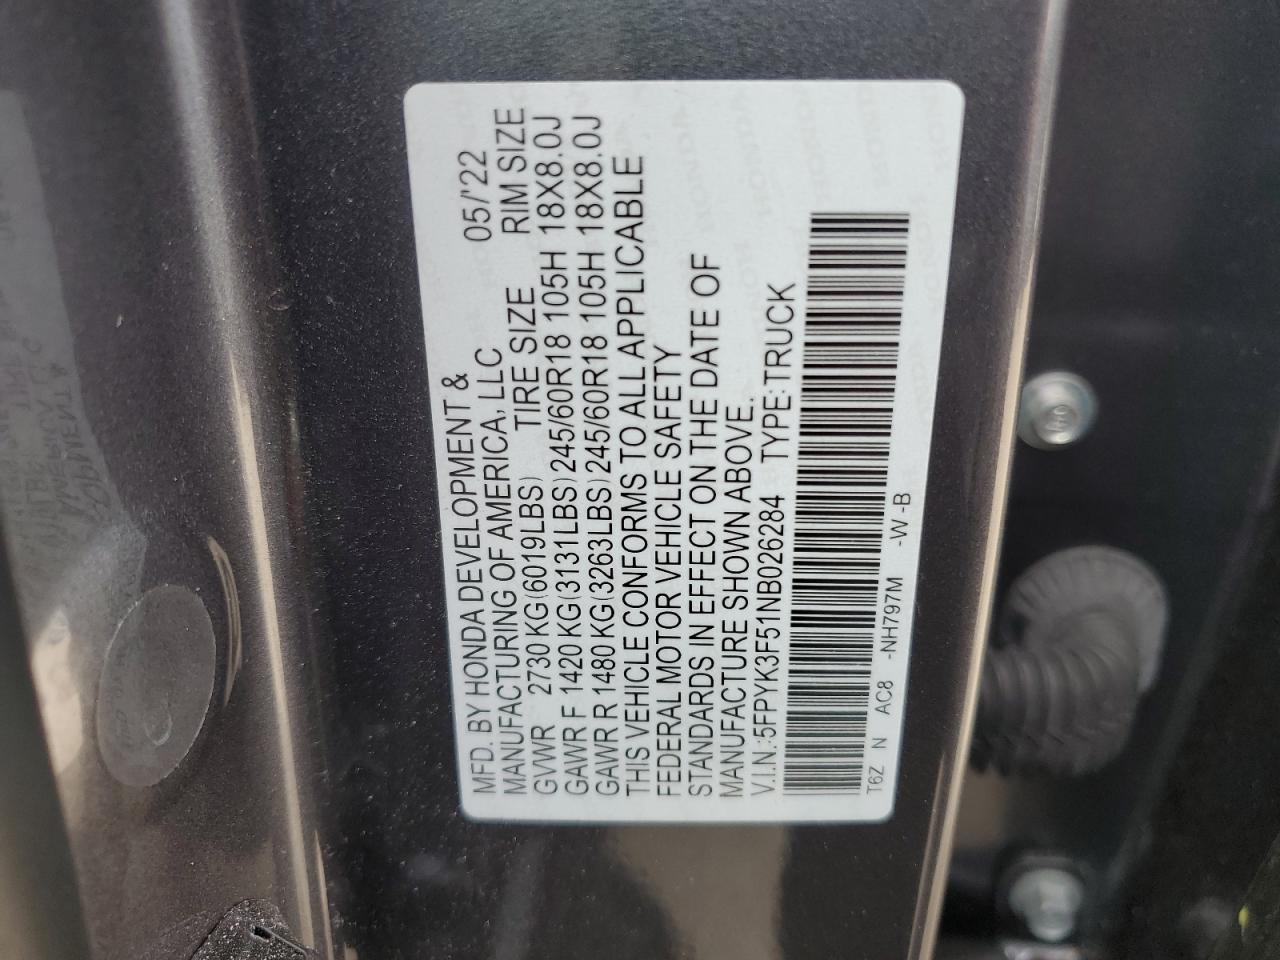 MFD. BY HONDA DEVELOPMENT &
MANUFACTURING OF AMERICA, LLC 05/'22
GVWR 2730 KG(6019LBS) TIRE SIZE RIM SIZE
GAWR F 1420 KG(3131LBS) 245/60R18 105H 18X8.0J
GAWR R 1480 KG(3263LBS) 245/60R18 105H 18X8.0J
THIS VEHICLE CONFORMS TO ALL APPLICABLE
FEDERAL MOTOR VEHICLE SAFETY
STANDARDS IN EFFECT ON THE DATE OF
MANUFACTURE SHOWN ABOVE.
V.I.N.:5FPYK3F51NB026284 TYPE:TRUCK
T6Z N AC8 -NH797M -W -B